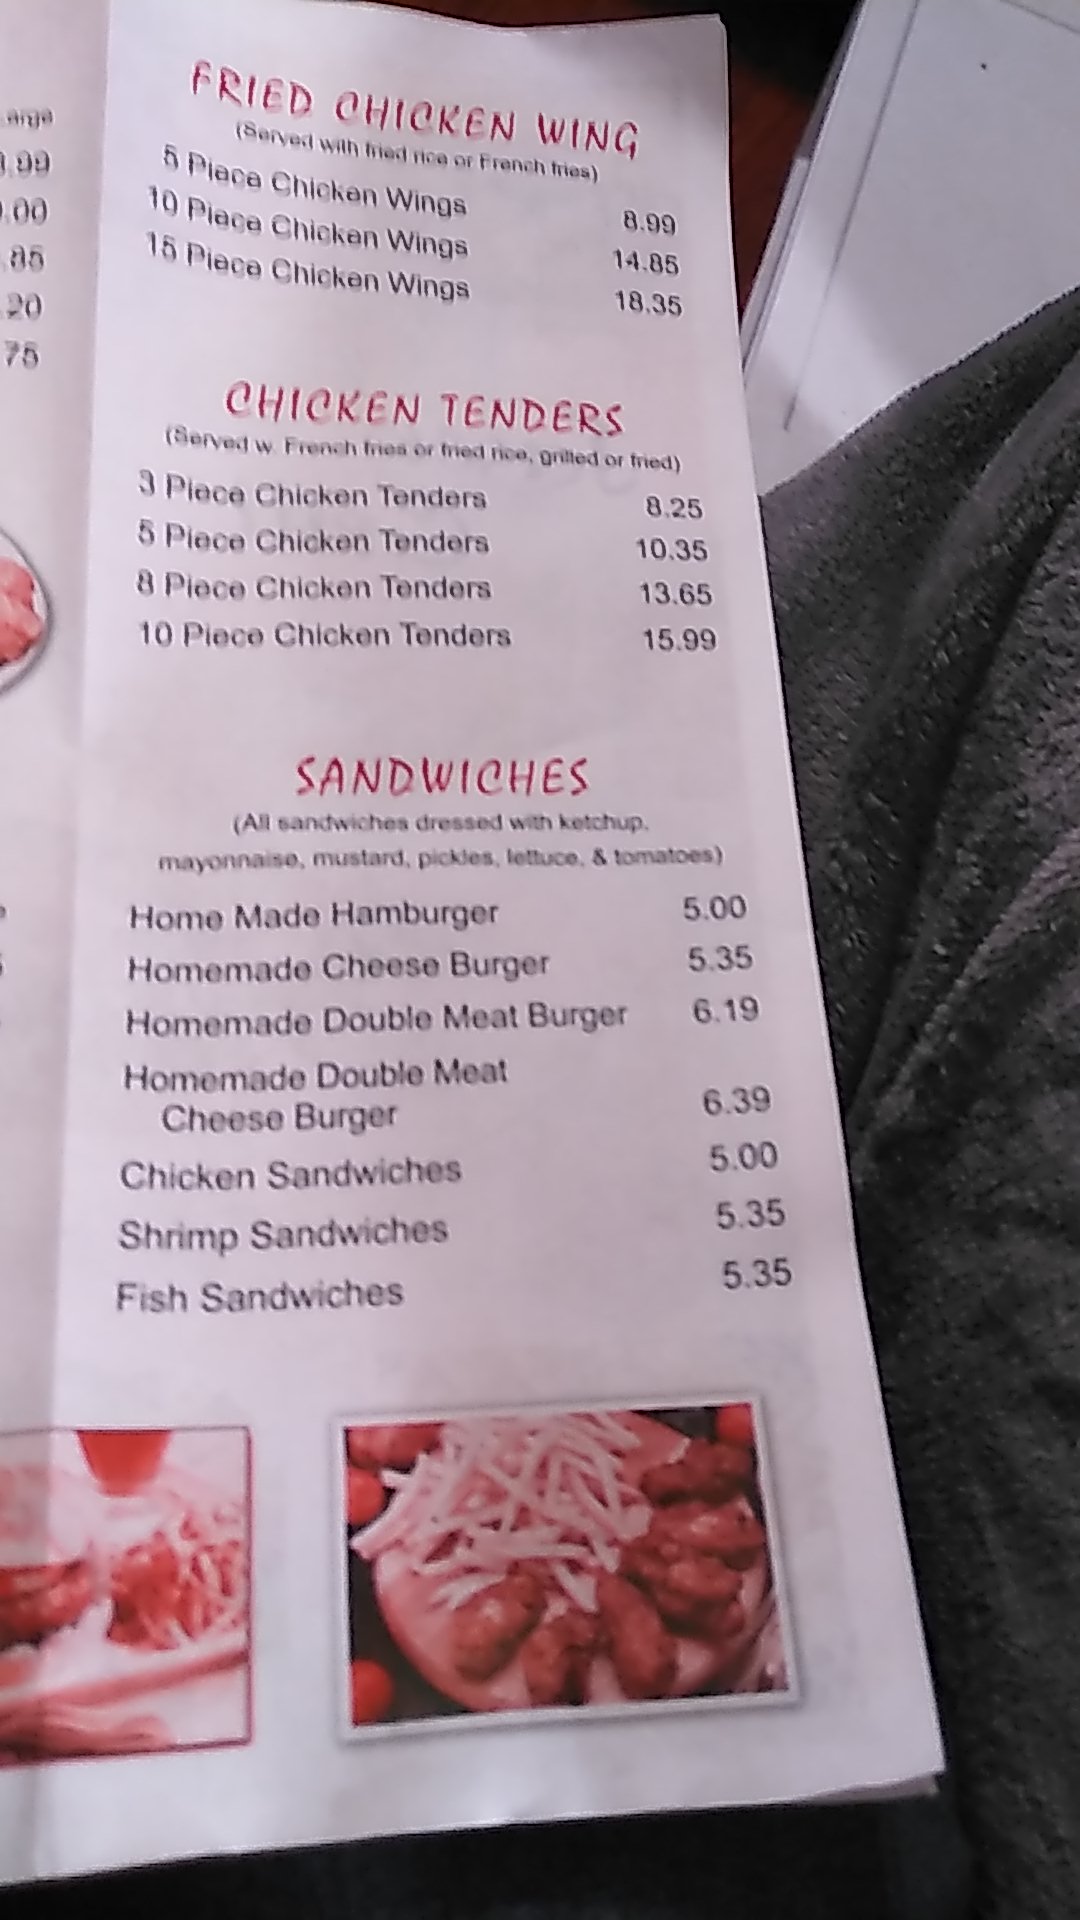 .99
.00
.85
.20
75
FRIED CHICKEN WING
(Served with fried rice or French fries)
5 Piece Chicken Wings 8.99
10 Piece Chicken Wings 14.85
15 Piece Chicken Wings 18.35
CHICKEN TENDERS
(Served w. French fries or fried rice, grilled or fried)
3 Piece Chicken Tenders 8.25
5 Piece Chicken Tenders 10.35
8 Piece Chicken Tenders 13.65
10 Piece Chicken Tenders 15.99
SANDWICHES
(All sandwiches dressed with ketchup,
mayonnaise, mustard, pickles, lettuce, & tomatoes)
Home Made Hamburger 5.00
Homemade Cheese Burger 5.35
Homemade Double Meat Burger 6.19
Homemade Double Meat
Cheese Burger 6.39
Chicken Sandwiches 5.00
Shrimp Sandwiches 5.35
Fish Sandwiches 5.35